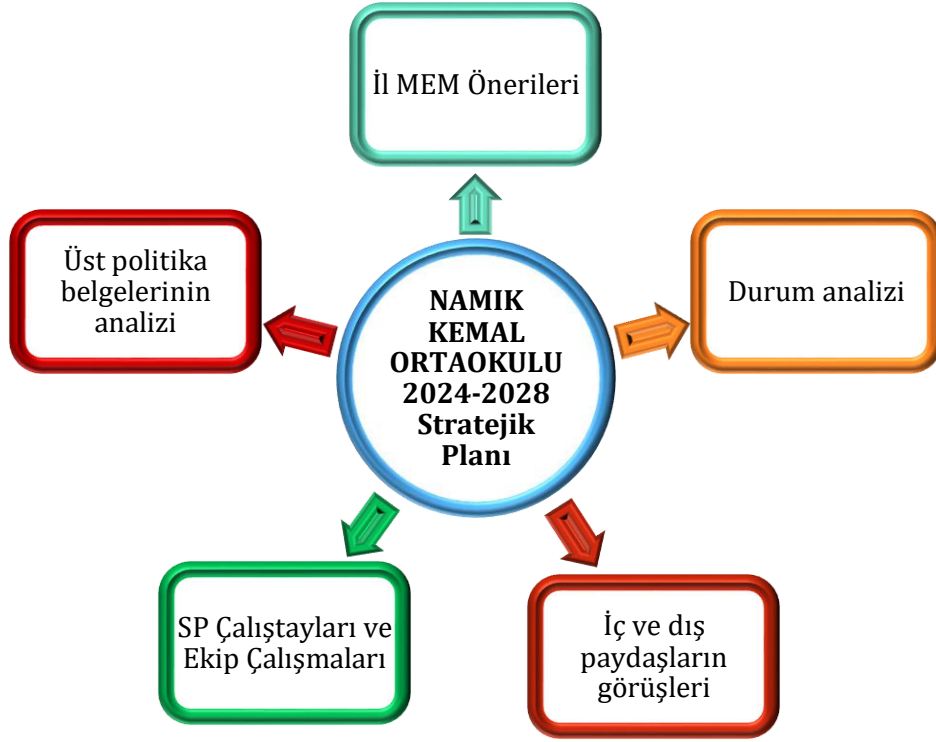 İl MEM Önerileri
Üst politika
belgelerinin
analizi
Durum analizi
NAMIK
KEMAL
ORTAOKULU
2024-2028
Stratejik
Planı
SP Çalıştayları ve
Ekip Çalışmaları
İç ve dış
paydaşların
görüşleri